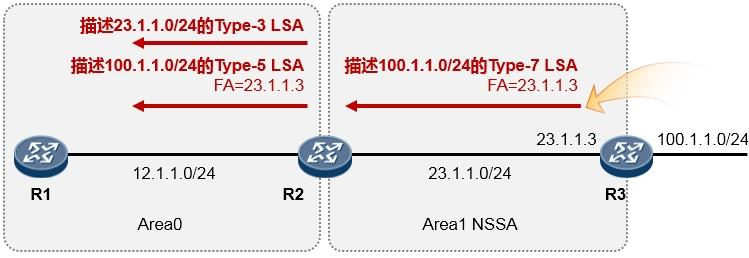 描述23.1.1.0/24的Type-3 LSA
描述100.1.1.0/24的Type-5 LSA
FA=23.1.1.3
描述100.1.1.0/24的Type-7 LSA
FA=23.1.1.3
23.1.1.3
100.1.1.0/24
12.1.1.0/24
23.1.1.0/24
R1
R2
R3
Area0
Area1 NSSA